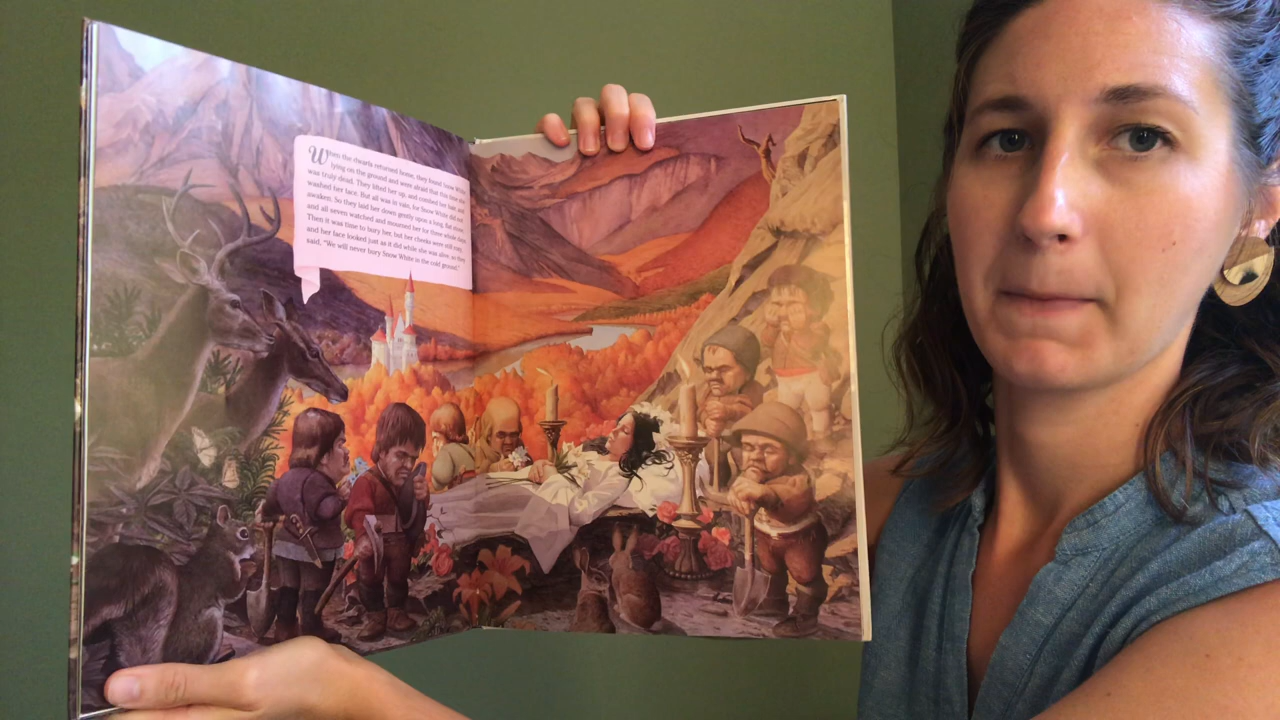 When the dwarfs returned home, they found Snow White
lying on the ground and were afraid that this time she
was truly dead. They lifted her up, and combed her hair, and
washed her face. But all was in vain, for Snow White did not
awaken. So they laid her down gently upon a long, flat stone,
and all seven watched and mourned her for three whole days.
Then it was time to bury her, but her cheeks were still rosy,
and her face looked just as it did while she was alive, so they
said, "We will never bury Snow White in the cold ground."